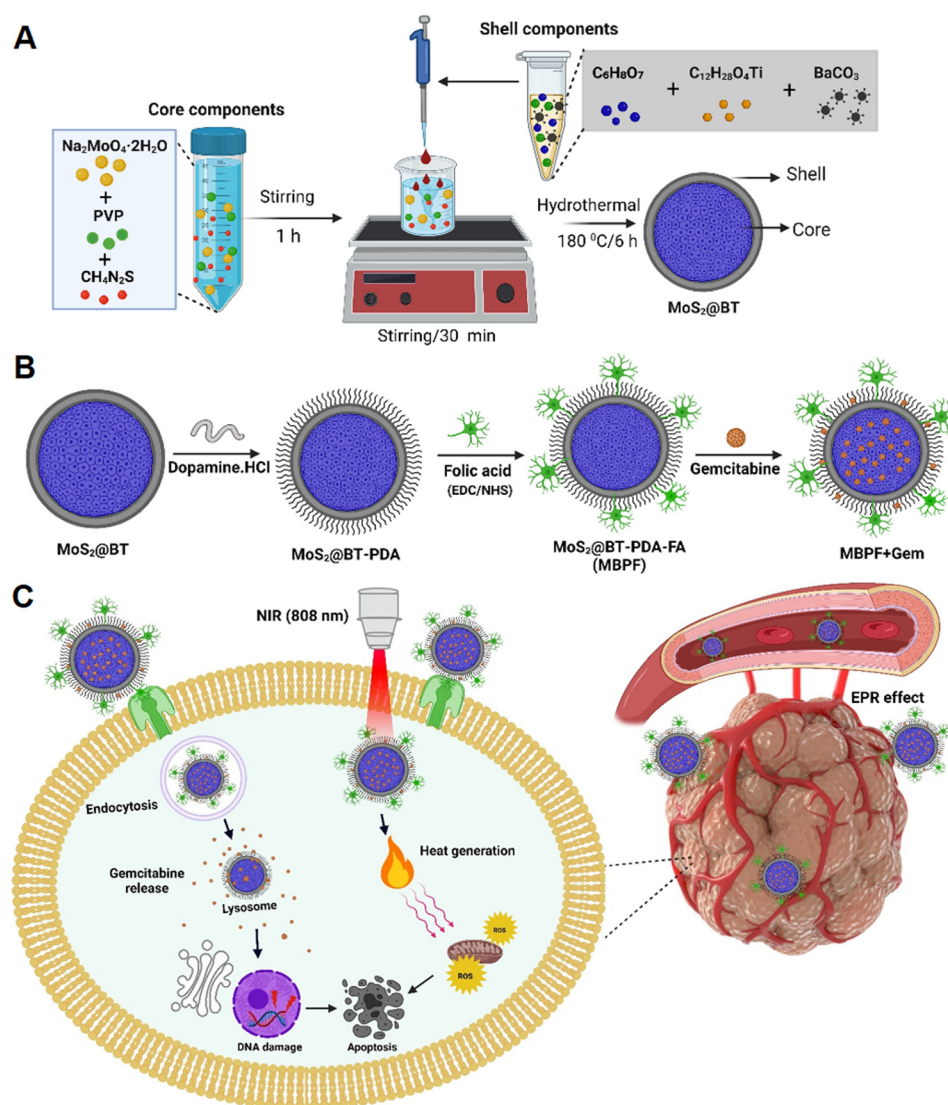 A
Shell components
C₆H₈O₇
+
C₁₂H₂₈O₄Ti
+
BaCO₃
Core components
Na₂MoO₄·2H₂O
+
PVP
+
CH₄N₂S
Stirring
1 h
Stirring/30 min
Hydrothermal
180 ⁰C/6 h
Shell
Core
MoS₂@BT
B
MoS₂@BT
Dopamine.HCl
MoS₂@BT-PDA
Folic acid
(EDC/NHS)
MoS₂@BT-PDA-FA
(MBPF)
Gemcitabine
MBPF+Gem
C
NIR (808 nm)
Endocytosis
Gemcitabine
release
Lysosome
DNA damage
Heat generation
ROS
ROS
Apoptosis
EPR effect